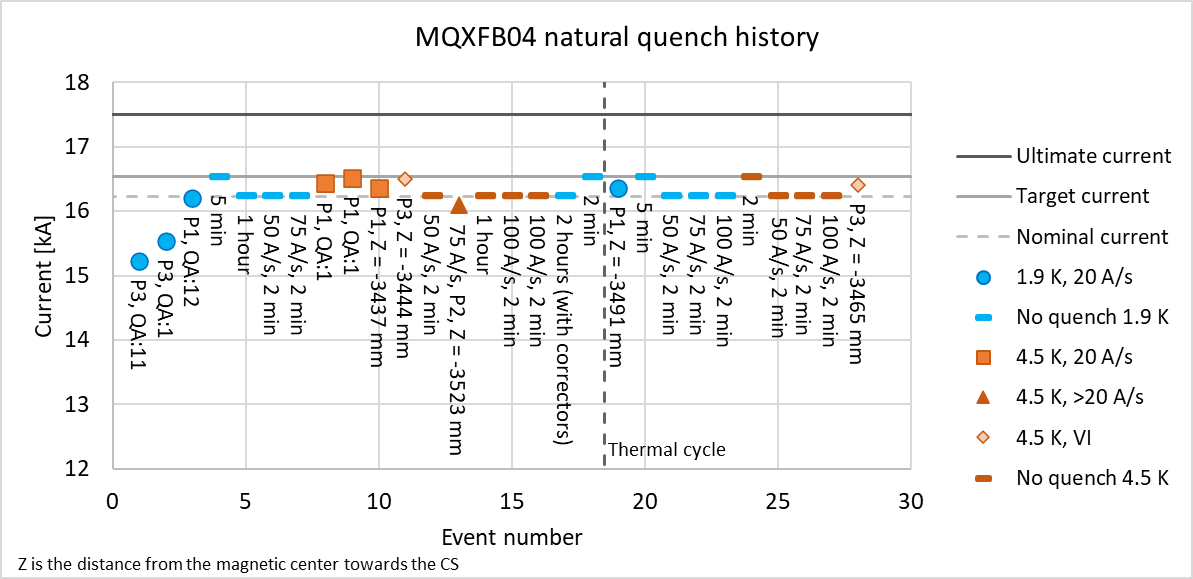 MQXFB04 natural quench history
18
17
16
15
14
13
12
Current [kA]
0
5
10
15
20
25
30
Event number
P3, QA:11
P3, QA:1
P1, QA:12
5 min
1 hour
50 A/s, 2 min
75 A/s, 2 min
P1, QA:1
P1, QA:1
P1, Z = -3437 mm
P3, Z = -3444 mm
50 A/s, 2 min
75 A/s, P2, Z = -3523 mm
1 hour
100 A/s, 2 min
100 A/s, 2 min
2 hours (with correctors)
2 min
P1, Z = -3491 mm
5 min
50 A/s, 2 min
75 A/s, 2 min
100 A/s, 2 min
2 min
50 A/s, 2 min
75 A/s, 2 min
100 A/s, 2 min
P3, Z = -3465 mm
Thermal cycle
Ultimate current
Target current
Nominal current
1.9 K, 20 A/s
No quench 1.9 K
4.5 K, 20 A/s
4.5 K, >20 A/s
4.5 K, VI
No quench 4.5 K
Z is the distance from the magnetic center towards the CS